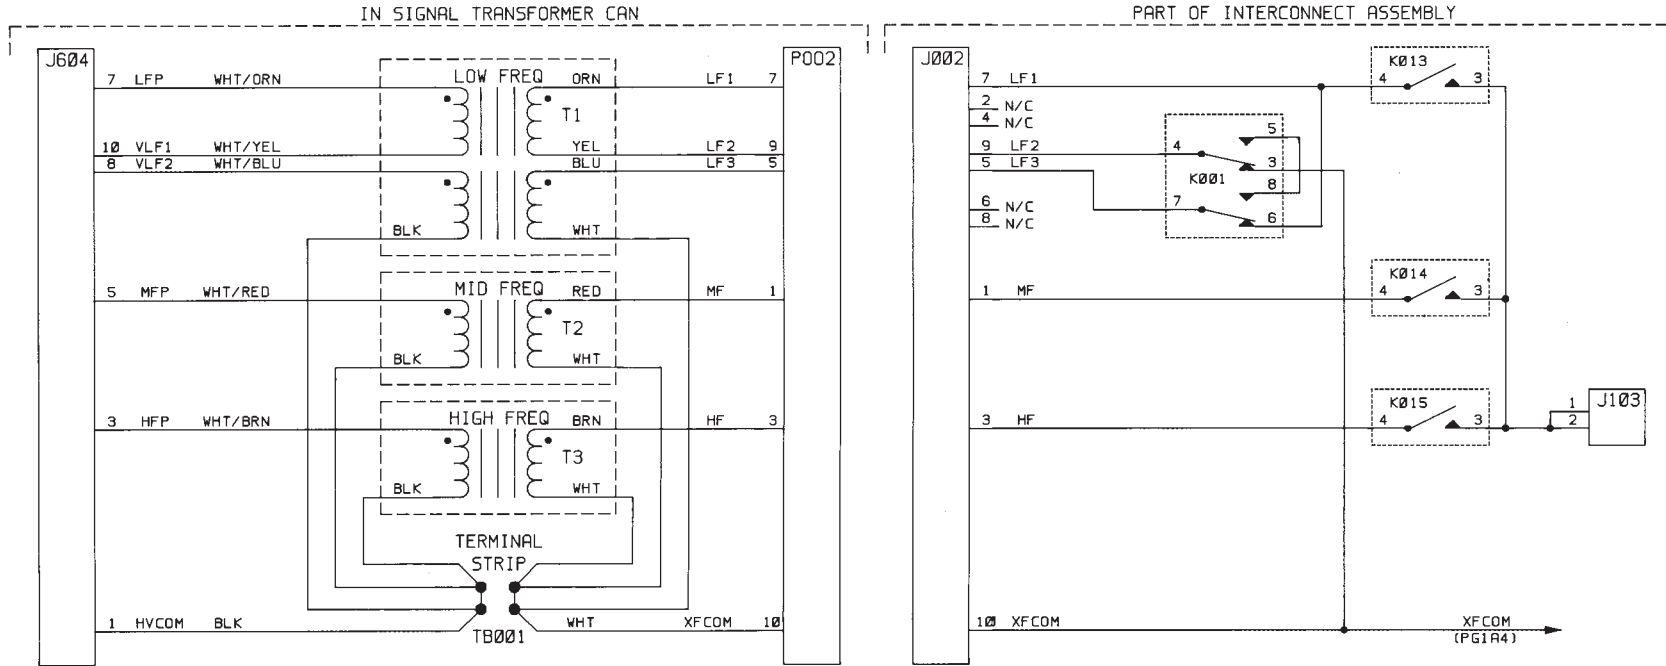 IN SIGNAL TRANSFORMER CAN
PART OF INTERCONNECT ASSEMBLY
J604
7 LFP WHT/ORN
LOW FREQ
ORN
LF1 7
P002
T1
10 VLF1 WHT/YEL
YEL
LF2 9
8 VLF2 WHT/BLU
BLU
LF3 5
BLK
WHT
MID FREQ
5 MFP WHT/RED
RED
MF 1
T2
BLK
WHT
HIGH FREQ
3 HFP WHT/BRN
BRN
HF 3
T3
BLK
WHT
TERMINAL
STRIP
TB001
1 HVCOM BLK
WHT
XFCOM 10
J002
7 LF1
2 N/C
4 N/C
9 LF2
5 LF3
6 N/C
8 N/C
K013
4 3
5
4
3
K001
8
7
6
1 MF
K014
4 3
3 HF
K015
4 3
1
2
J103
10 XFCOM
XFCOM
(PG1A4)